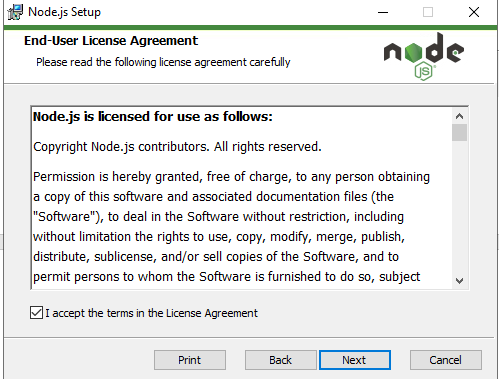 Node.js Setup
End-User License Agreement
Please read the following license agreement carefully
node
JS
Node.js is licensed for use as follows:
Copyright Node.js contributors. All rights reserved.
Permission is hereby granted, free of charge, to any person obtaining
a copy of this software and associated documentation files (the
"Software"), to deal in the Software without restriction, including
without limitation the rights to use, copy, modify, merge, publish,
distribute, sublicense, and/or sell copies of the Software, and to
permit persons to whom the Software is furnished to do so, subject
I accept the terms in the License Agreement
Print
Back
Next
Cancel